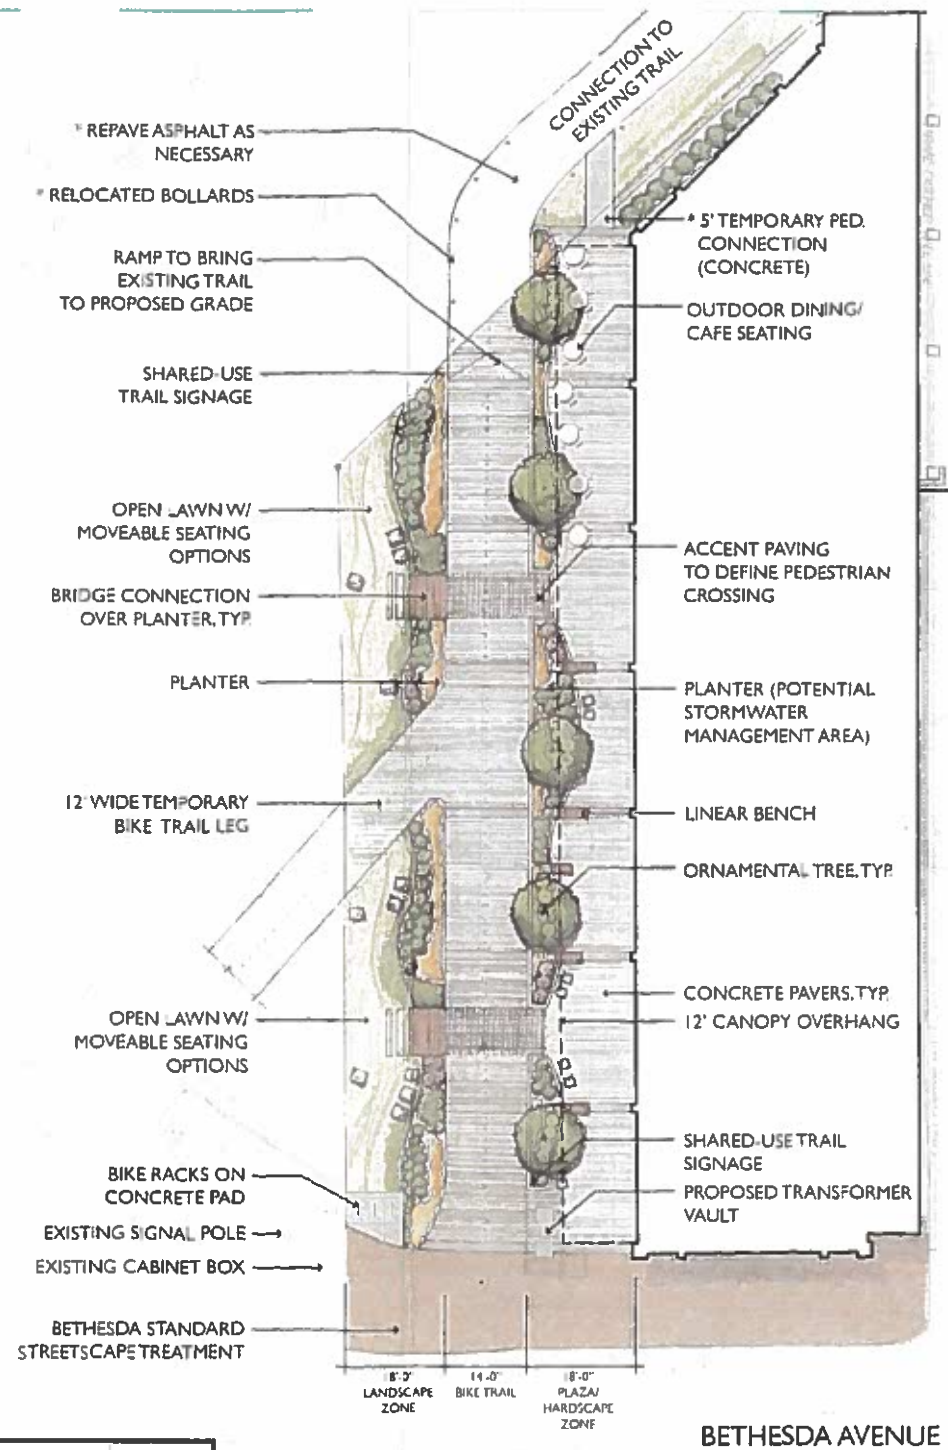 CONNECTION TO
EXISTING TRAIL
* REPAVE ASPHALT AS
NECESSARY
* RELOCATED BOLLARDS
RAMP TO BRING
EXISTING TRAIL
TO PROPOSED GRADE
SHARED-USE
TRAIL SIGNAGE
OPEN LAWN W/
MOVEABLE SEATING
OPTIONS
BRIDGE CONNECTION
OVER PLANTER, TYP.
PLANTER
12' WIDE TEMPORARY
BIKE TRAIL LEG
OPEN LAWN W/
MOVEABLE SEATING
OPTIONS
BIKE RACKS ON
CONCRETE PAD
EXISTING SIGNAL POLE
EXISTING CABINET BOX
BETHESDA STANDARD
STREETSCAPE TREATMENT
* 5' TEMPORARY PED.
CONNECTION
(CONCRETE)
OUTDOOR DINING/
CAFE SEATING
ACCENT PAVING
TO DEFINE PEDESTRIAN
CROSSING
PLANTER (POTENTIAL
STORMWATER
MANAGEMENT AREA)
LINEAR BENCH
ORNAMENTAL TREE, TYP.
CONCRETE PAVERS, TYP.
12' CANOPY OVERHANG
SHARED-USE TRAIL
SIGNAGE
PROPOSED TRANSFORMER
VAULT
18'-0"
LANDSCAPE
ZONE
14'-0"
BIKE TRAIL
18'-0"
PLAZA/
HARDSCAPE
ZONE
BETHESDA AVENUE